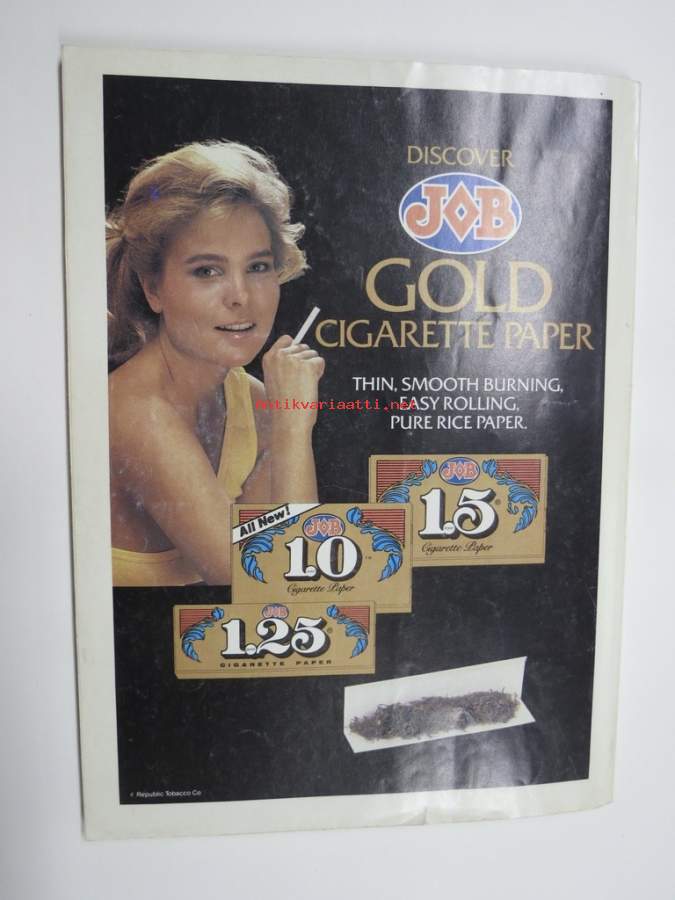 DISCOVER
JOB
GOLD
CIGARETTE PAPER
THIN, SMOOTH BURNING,
EASY ROLLING,
PURE RICE PAPER.
Antikvariaatti.net
JOB
1.5
Cigarette Paper
All New!
JOB
1.0
Cigarette Paper
JOB
1.25
CIGARETTE PAPER
© Republic Tobacco Co